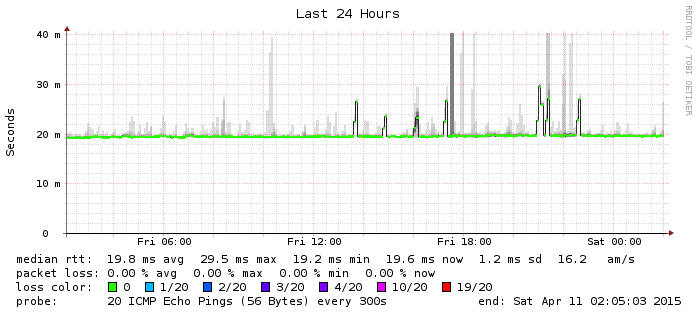 Last 24 Hours
RRDTOOL / TOBI OETIKER
Seconds
40 m
30 m
20 m
10 m
0
Fri 06:00 Fri 12:00 Fri 18:00 Sat 00:00
median rtt: 19.8 ms avg 29.5 ms max 19.2 ms min 19.6 ms now 1.2 ms sd 16.2 am/s
packet loss: 0.00 % avg 0.00 % max 0.00 % min 0.00 % now
loss color: 0 1/20 2/20 3/20 4/20 10/20 19/20
probe: 20 ICMP Echo Pings (56 Bytes) every 300s end: Sat Apr 11 02:05:03 2015